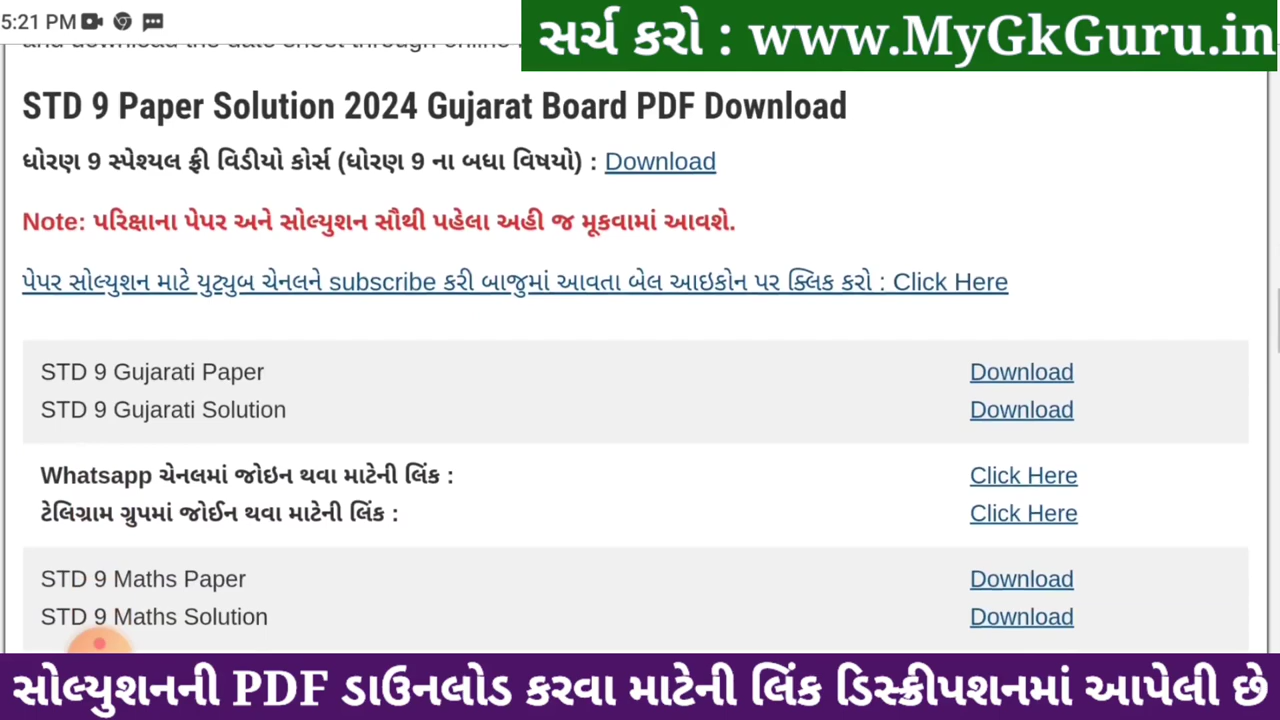 5:21 PM
સર્ચ કરો : www.MyGkGuru.in
STD 9 Paper Solution 2024 Gujarat Board PDF Download
ધોરણ 9 સ્પેશ્યલ ફ્રી વિડીયો કોર્સ (ધોરણ 9 ના બધા વિષયો) : Download
Note: પરિક્ષાના પેપર અને સોલ્યુશન સૌથી પહેલા અહી જ મૂકવામાં આવશે.
પેપર સોલ્યુશન માટે યુટ્યુબ ચેનલને subscribe કરી બાજુમાં આવતા બેલ આઇકોન પર ક્લિક કરો : Click Here
STD 9 Gujarati Paper Download
STD 9 Gujarati Solution Download
Whatsapp ચેનલમાં જોઇન થવા માટેની લિંક : Click Here
ટેલિગ્રામ ગ્રુપમાં જોઈન થવા માટેની લિંક : Click Here
STD 9 Maths Paper Download
STD 9 Maths Solution Download
સોલ્યુશનની PDF ડાઉનલોડ કરવા માટેની લિંક ડિસ્ક્રીપશનમાં આપેલી છે